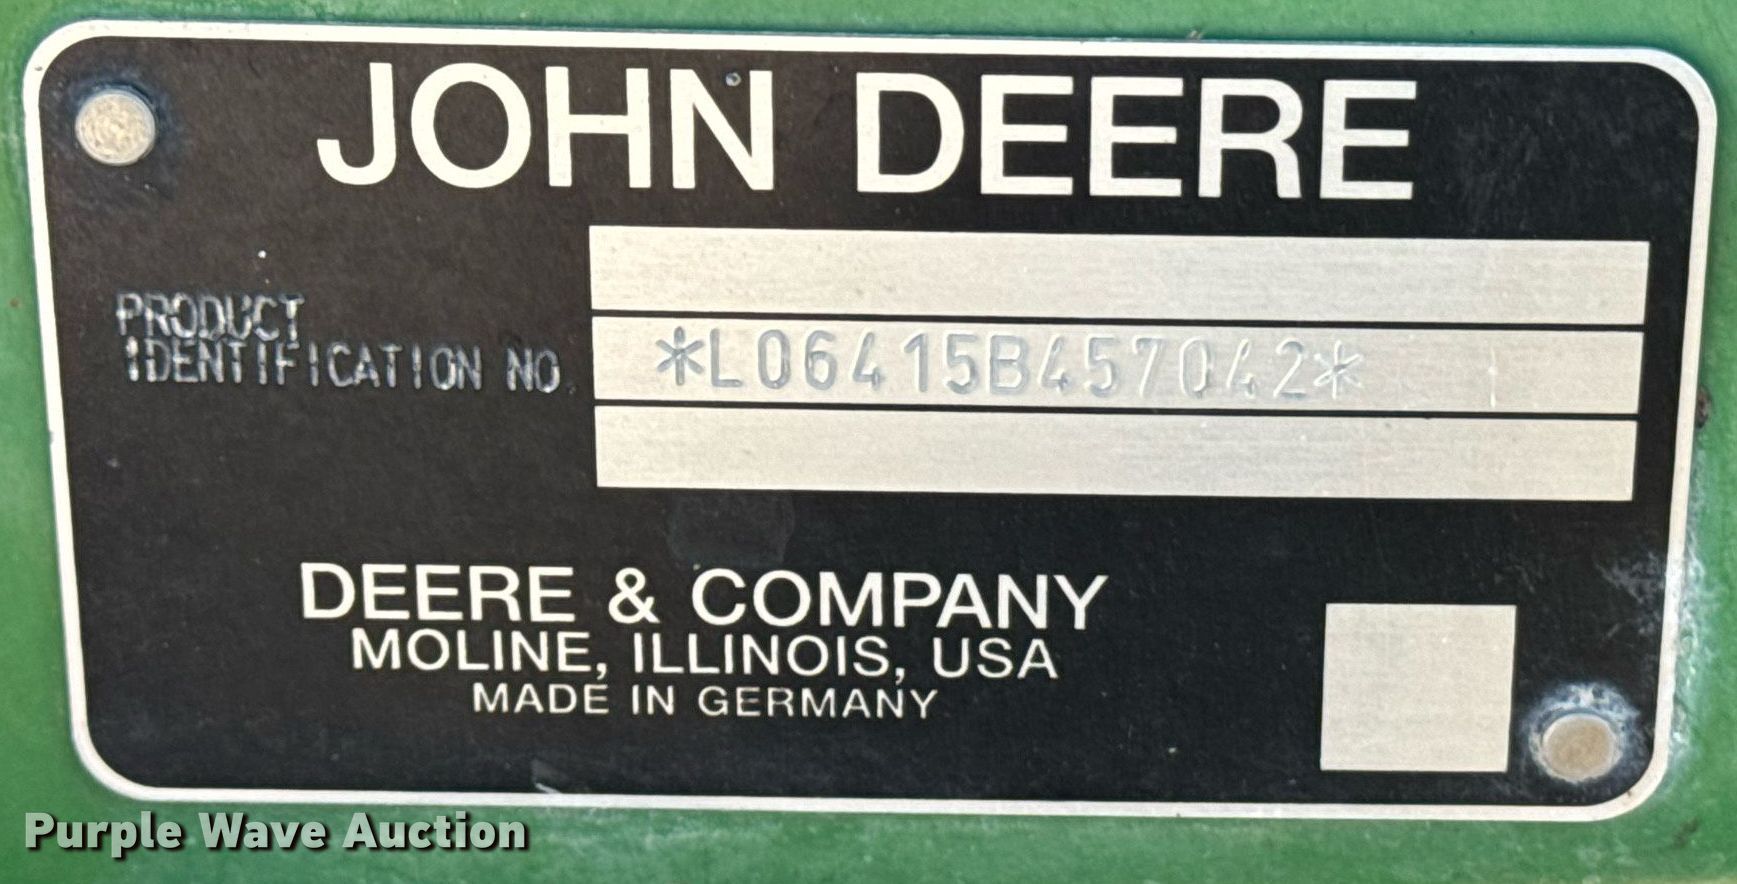 JOHN DEERE
PRODUCT
IDENTIFICATION NO.
*L06415B457042*
DEERE & COMPANY
MOLINE, ILLINOIS, USA
MADE IN GERMANY
Purple Wave Auction